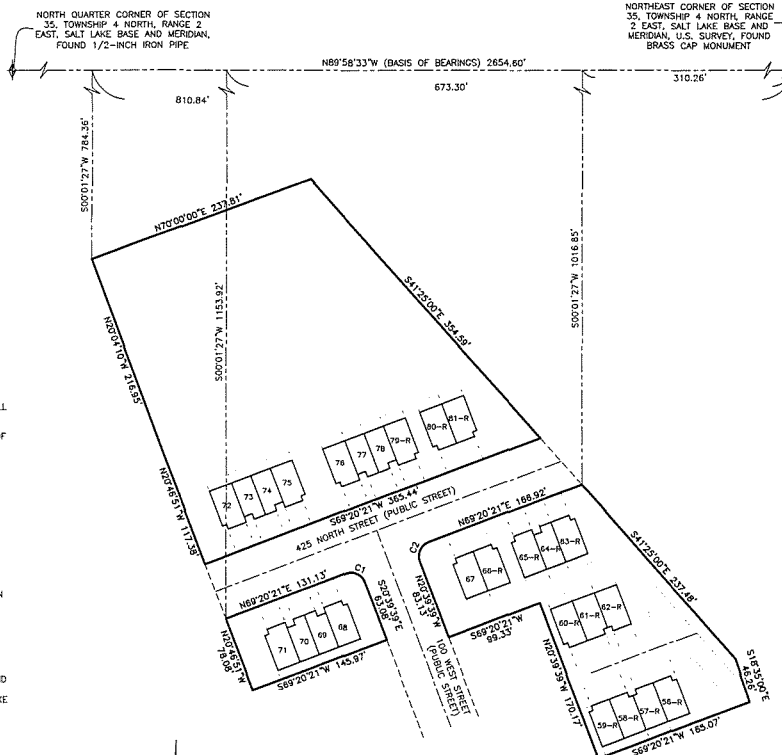 NORTH QUARTER CORNER OF SECTION
35, TOWNSHIP 4 NORTH, RANGE 2
EAST, SALT LAKE BASE AND MERIDIAN,
FOUND 1/2-INCH IRON PIPE
NORTHEAST CORNER OF SECTION
35, TOWNSHIP 4 NORTH, RANGE
2 EAST, SALT LAKE BASE AND
MERIDIAN, U.S. SURVEY, FOUND
BRASS CAP MONUMENT
N89°58'33"W (BASIS OF BEARINGS) 2654.60'
810.84'
673.30'
310.26'
S00°01'27"W 784.36'
S00°01'27"W 1153.92'
S00°01'27"W 1016.85'
N70°00'00"E 237.81'
S41°25'00"E 354.59'
N20°04'10"W 216.95'
N20°46'51"W 117.38'
72
73
74
75
76
77
78
79-R
80-R
81-R
S69°20'21"W 365.44'
425 NORTH STREET (PUBLIC STREET)
N69°20'21"E 131.13'
C1
S20°39'39"E
63.08'
N20°46'51"W
78.08'
71
70
69
68
S69°20'21"W 145.97'
100 WEST STREET
(PUBLIC STREET)
C2
N69°20'21"E 168.92'
N20°39'39"W
83.13'
67
66-R
65-R
64-R
63-R
S69°20'21"W
89.33'
S41°25'00"E 237.48'
60-R
61-R
62-R
N20°39'39"W 170.17'
S18°35'00"E
46.26'
59-R
58-R
57-R
56-R
S69°20'21"W 165.07'
OF